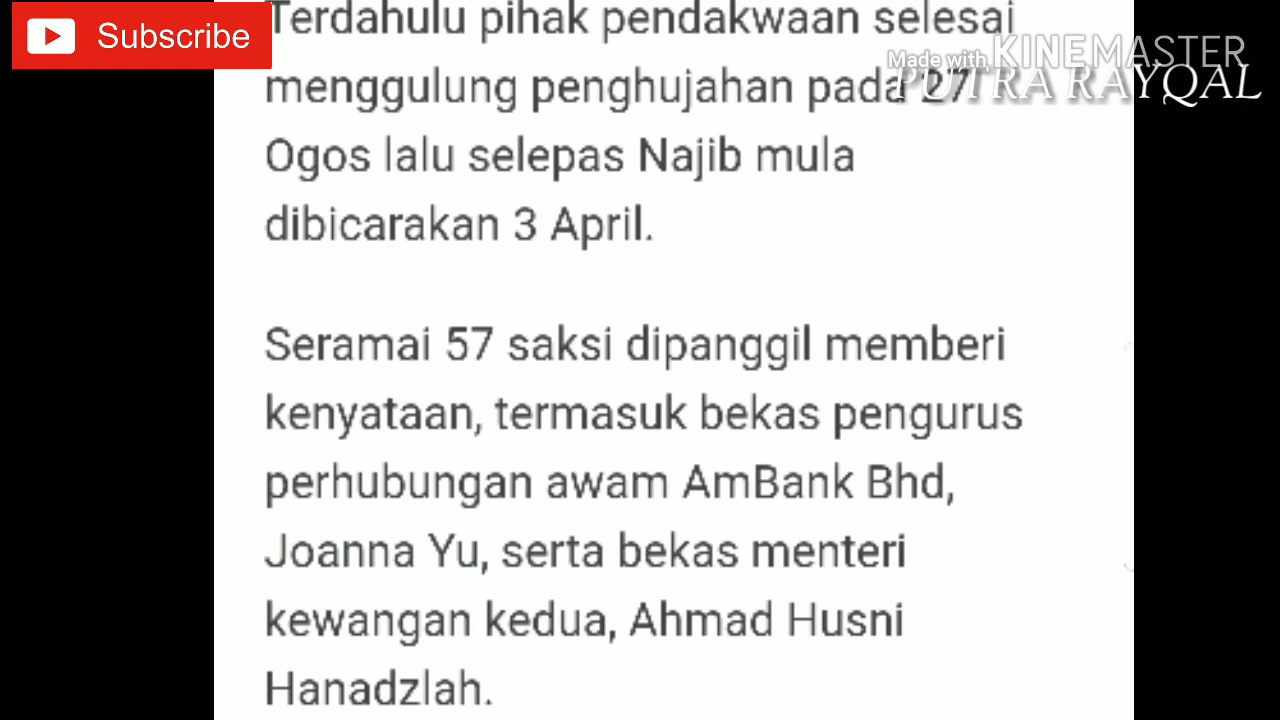 Subscribe
Made with KINEMASTER
PUTRA RAYQAL
Terdahulu pihak pendakwaan selesai
menggulung penghujahan pada 27
Ogos lalu selepas Najib mula
dibicarakan 3 April.
Seramai 57 saksi dipanggil memberi
kenyataan, termasuk bekas pengurus
perhubungan awam AmBank Bhd,
Joanna Yu, serta bekas menteri
kewangan kedua, Ahmad Husni
Hanadzlah.